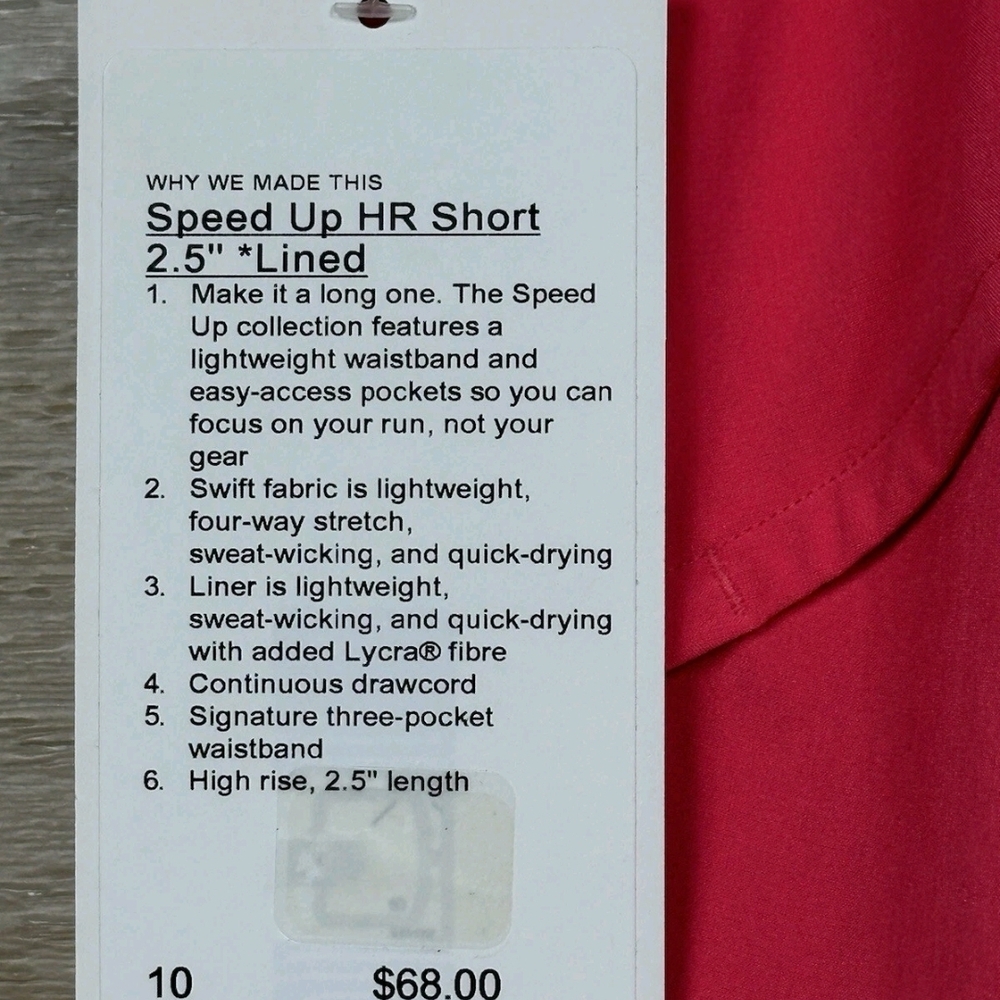 WHY WE MADE THIS
Speed Up HR Short
2.5" *Lined
1. Make it a long one. The Speed
Up collection features a
lightweight waistband and
easy-access pockets so you can
focus on your run, not your
gear
2. Swift fabric is lightweight,
four-way stretch,
sweat-wicking, and quick-drying
3. Liner is lightweight,
sweat-wicking, and quick-drying
with added Lycra® fibre
4. Continuous drawcord
5. Signature three-pocket
waistband
6. High rise, 2.5" length
10 $68.00